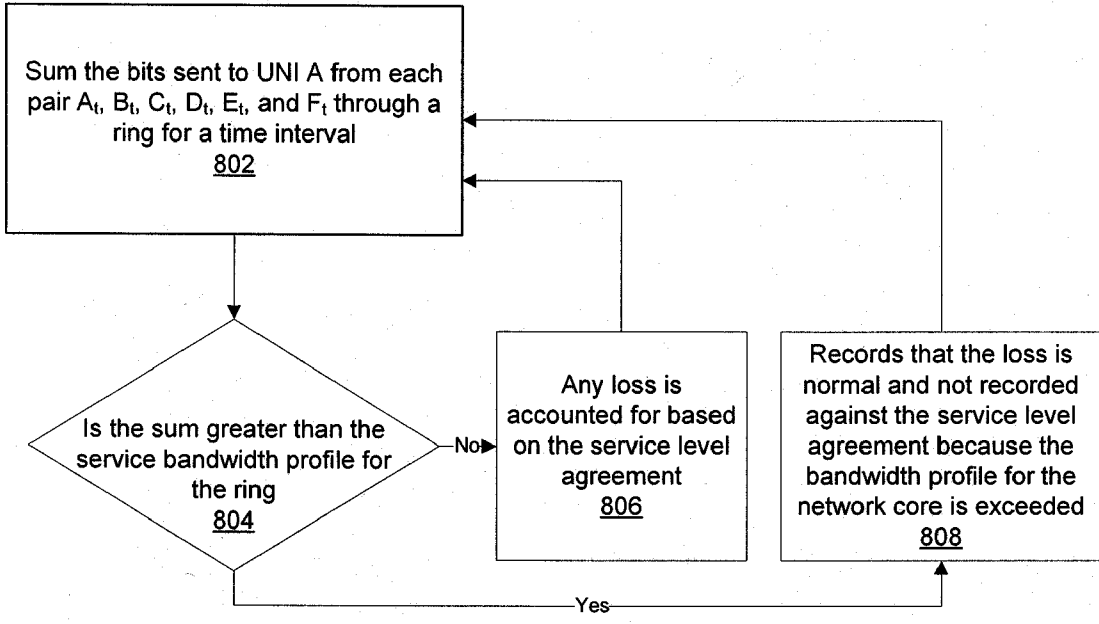 Sum the bits sent to UNI A from each
pair Aₜ, Bₜ, Cₜ, Dₜ, Eₜ, and Fₜ through a
ring for a time interval
802
Is the sum greater than the
service bandwidth profile for
the ring
804
No
Any loss is
accounted for based
on the service level
agreement
806
Records that the loss is
normal and not recorded
against the service level
agreement because the
bandwidth profile for the
network core is exceeded
808
Yes